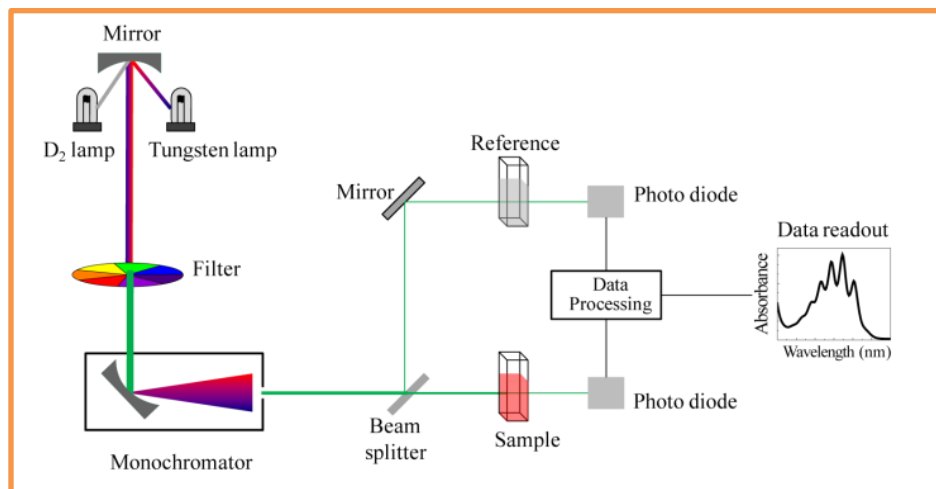 Mirror
D₂ lamp
Tungsten lamp
Filter
Monochromator
Mirror
Beam
splitter
Reference
Sample
Photo diode
Data
Processing
Photo diode
Data readout
Absorbance
Wavelength (nm)